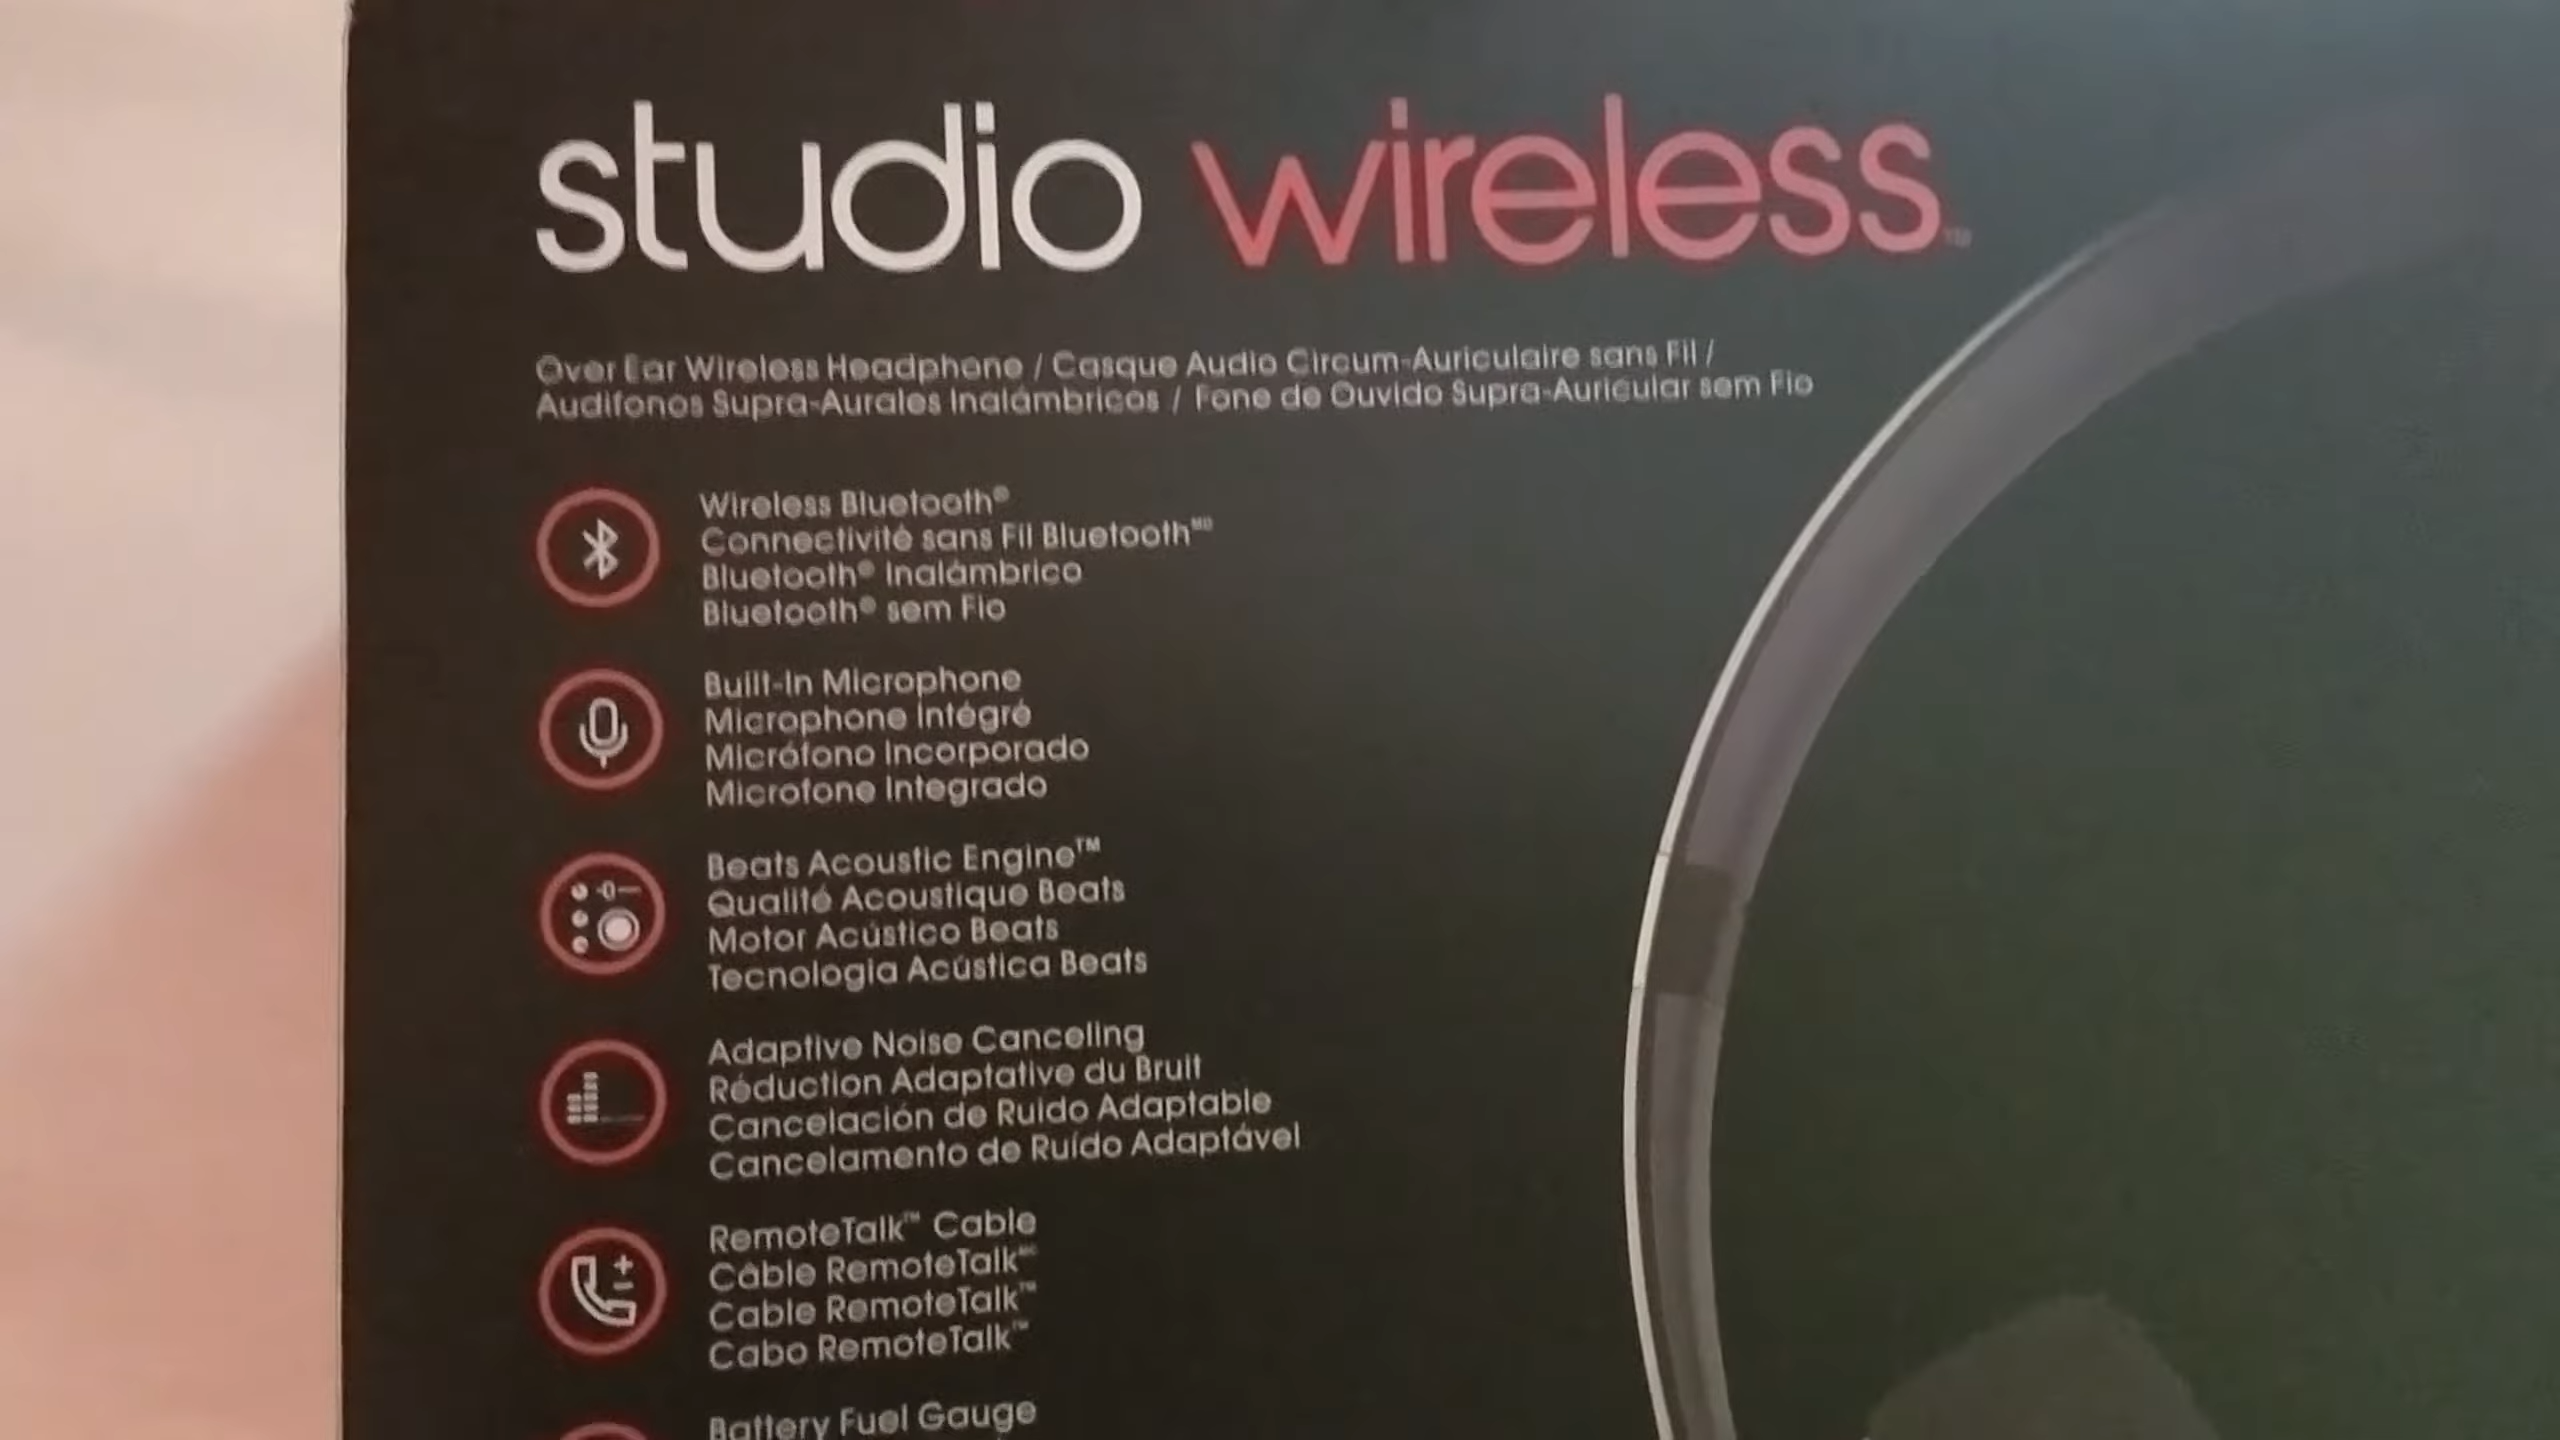 studio wireless™
Over Ear Wireless Headphone / Casque Audio Circum-Auriculaire sans Fil /
Audífonos Supra-Aurales Inalámbricos / Fone de Ouvido Supra-Auricular sem Fio
Wireless Bluetooth®
Connectivité sans Fil Bluetooth^MD
Bluetooth® Inalámbrico
Bluetooth® sem Fio
Built-In Microphone
Microphone Intégré
Micrófono Incorporado
Microfone Integrado
Beats Acoustic Engine™
Qualité Acoustique Beats
Motor Acústico Beats
Tecnologia Acústica Beats
Adaptive Noise Canceling
Réduction Adaptative du Bruit
Cancelación de Ruido Adaptable
Cancelamento de Ruído Adaptável
RemoteTalk™ Cable
Câble RemoteTalk^MC
Cable RemoteTalk™
Cabo RemoteTalk™
Battery Fuel Gauge